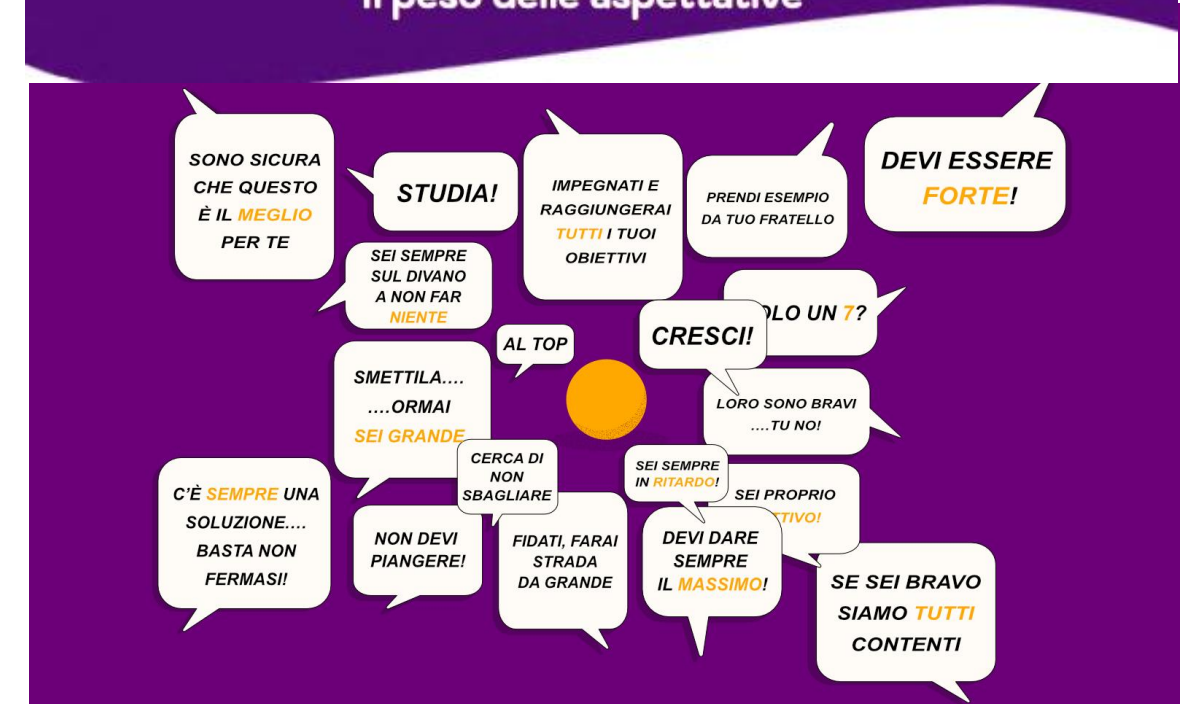 Il peso delle aspettative
SONO SICURA
CHE QUESTO
È IL MEGLIO
PER TE
STUDIA!
IMPEGNATI E
RAGGIUNGERAI
TUTTI I TUOI
OBIETTIVI
PRENDI ESEMPIO
DA TUO FRATELLO
DEVI ESSERE
FORTE!
SEI SEMPRE
SUL DIVANO
A NON FAR
NIENTE
AL TOP
CRESCI!
OLO UN 7?
SMETTILA....
....ORMAI
SEI GRANDE
LORO SONO BRAVI
....TU NO!
CERCA DI
NON
SBAGLIARE
SEI SEMPRE
IN RITARDO!
SEI PROPRIO
TTIVO!
C'È SEMPRE UNA
SOLUZIONE....
BASTA NON
FERMASI!
NON DEVI
PIANGERE!
FIDATI, FARAI
STRADA
DA GRANDE
DEVI DARE
SEMPRE
IL MASSIMO!
SE SEI BRAVO
SIAMO TUTTI
CONTENTI